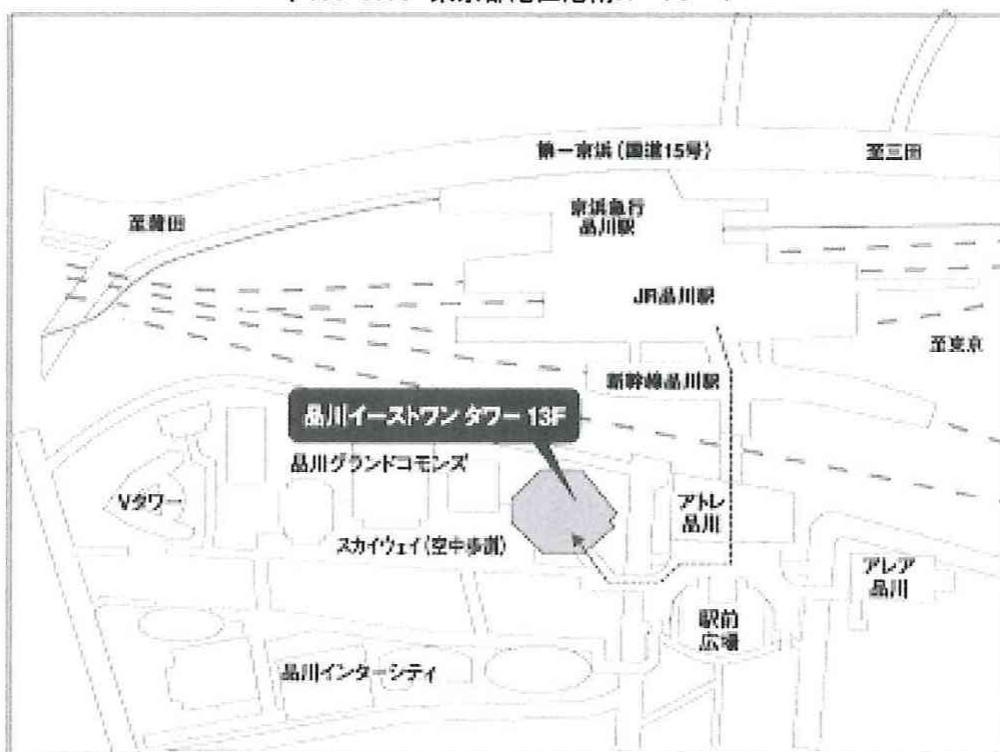 第一京浜(国道15号)
至三田
至蒲田
京浜急行
品川駅
JR品川駅
至東京
新幹線品川駅
品川イーストワンタワー 13F
品川グランドコモンズ
Vタワー
アトレ
品川
スカイウェイ(空中歩廊)
アレア
品川
駅前
広場
品川インターシティ